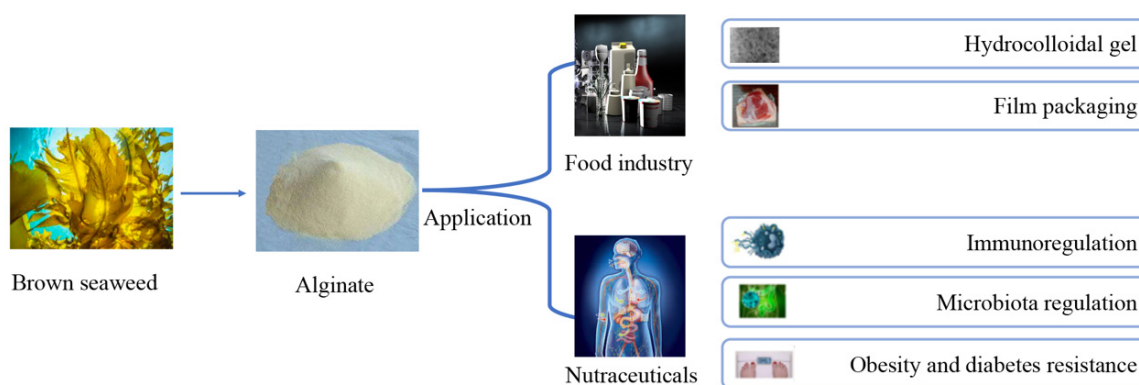 Brown seaweed
Alginate
Application
Food industry
Hydrocolloidal gel
Film packaging
Nutraceuticals
Immunoregulation
Microbiota regulation
Obesity and diabetes resistance